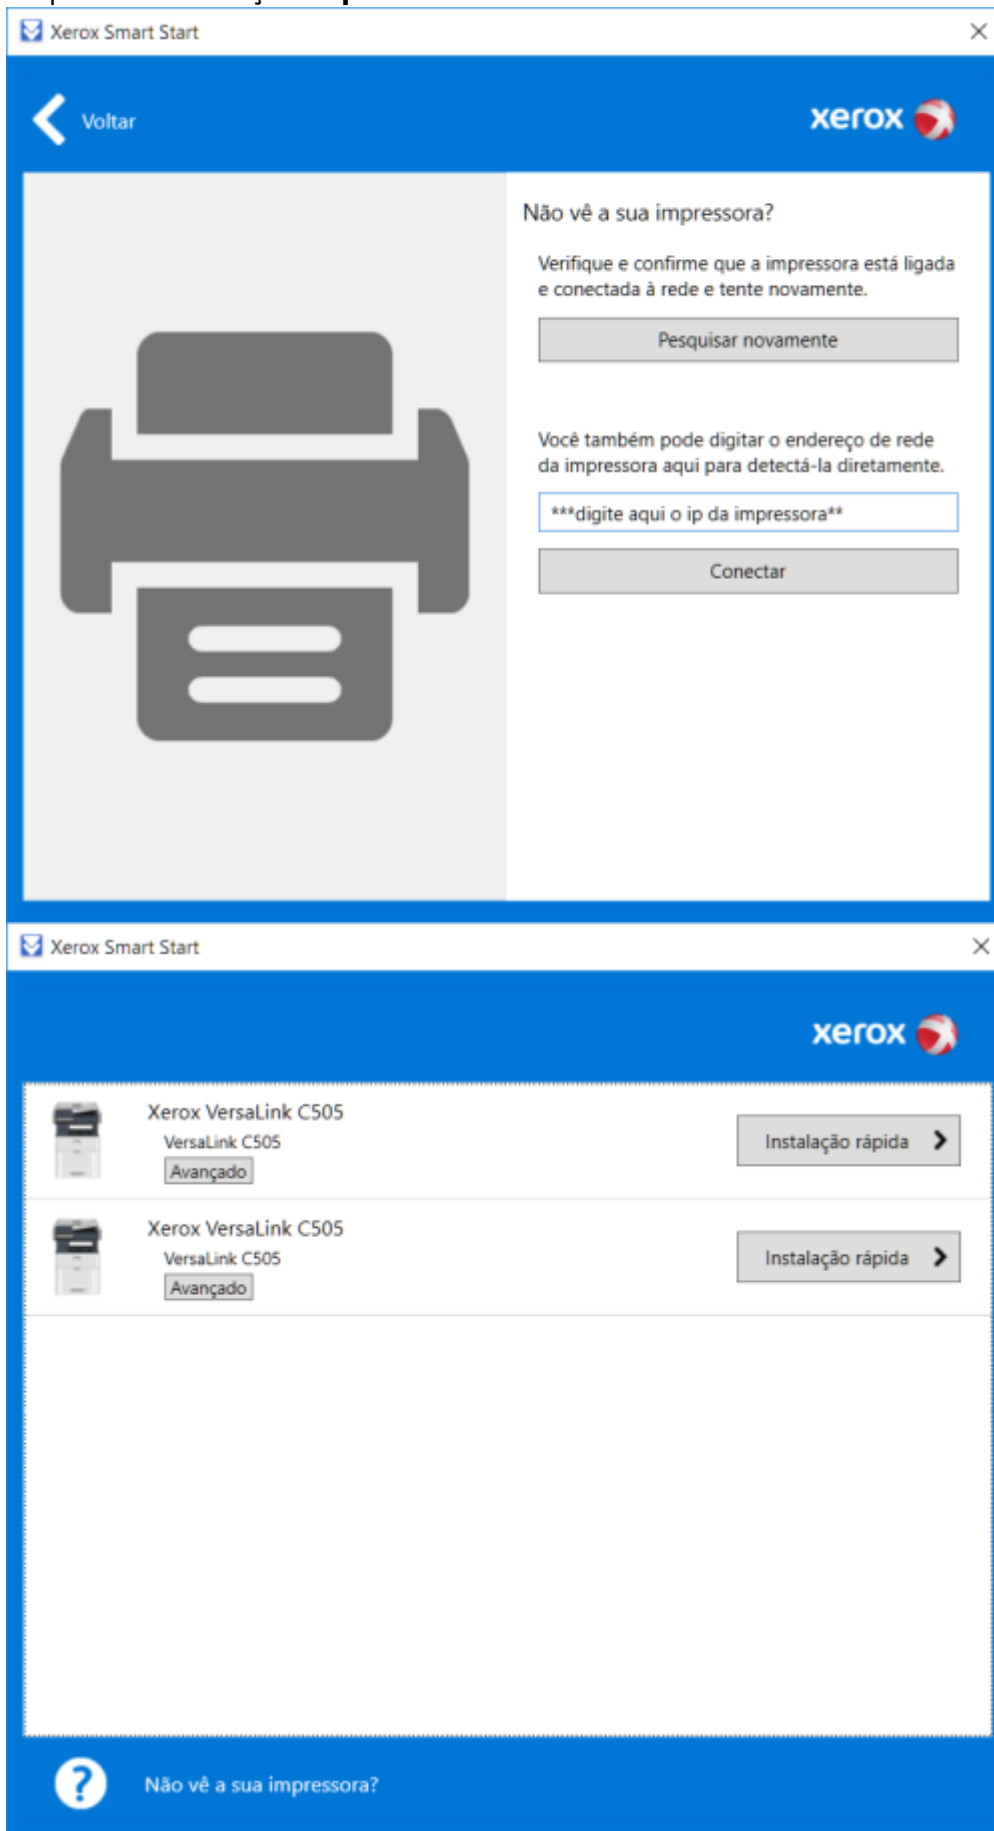 Xerox Smart Start
Voltar
xerox
Não vê a sua impressora?
Verifique e confirme que a impressora está ligada
e conectada à rede e tente novamente.
Pesquisar novamente
Você também pode digitar o endereço de rede
da impressora aqui para detectá-la diretamente.
***digite aqui o ip da impressora**
Conectar
Xerox Smart Start
xerox
Xerox VersaLink C505
VersaLink C505
Avançado
Instalação rápida
Xerox VersaLink C505
VersaLink C505
Avançado
Instalação rápida
Não vê a sua impressora?